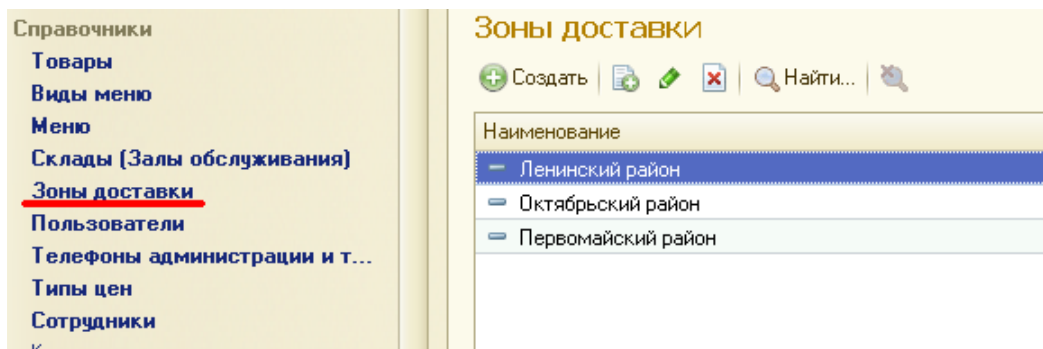 Справочники
Товары
Виды меню
Меню
Склады (Залы обслуживания)
Зоны доставки
Пользователи
Телефоны администрации и т...
Типы цен
Сотрудники
Зоны доставки
Создать
Найти...
Наименование
Ленинский район
Октябрьский район
Первомайский район